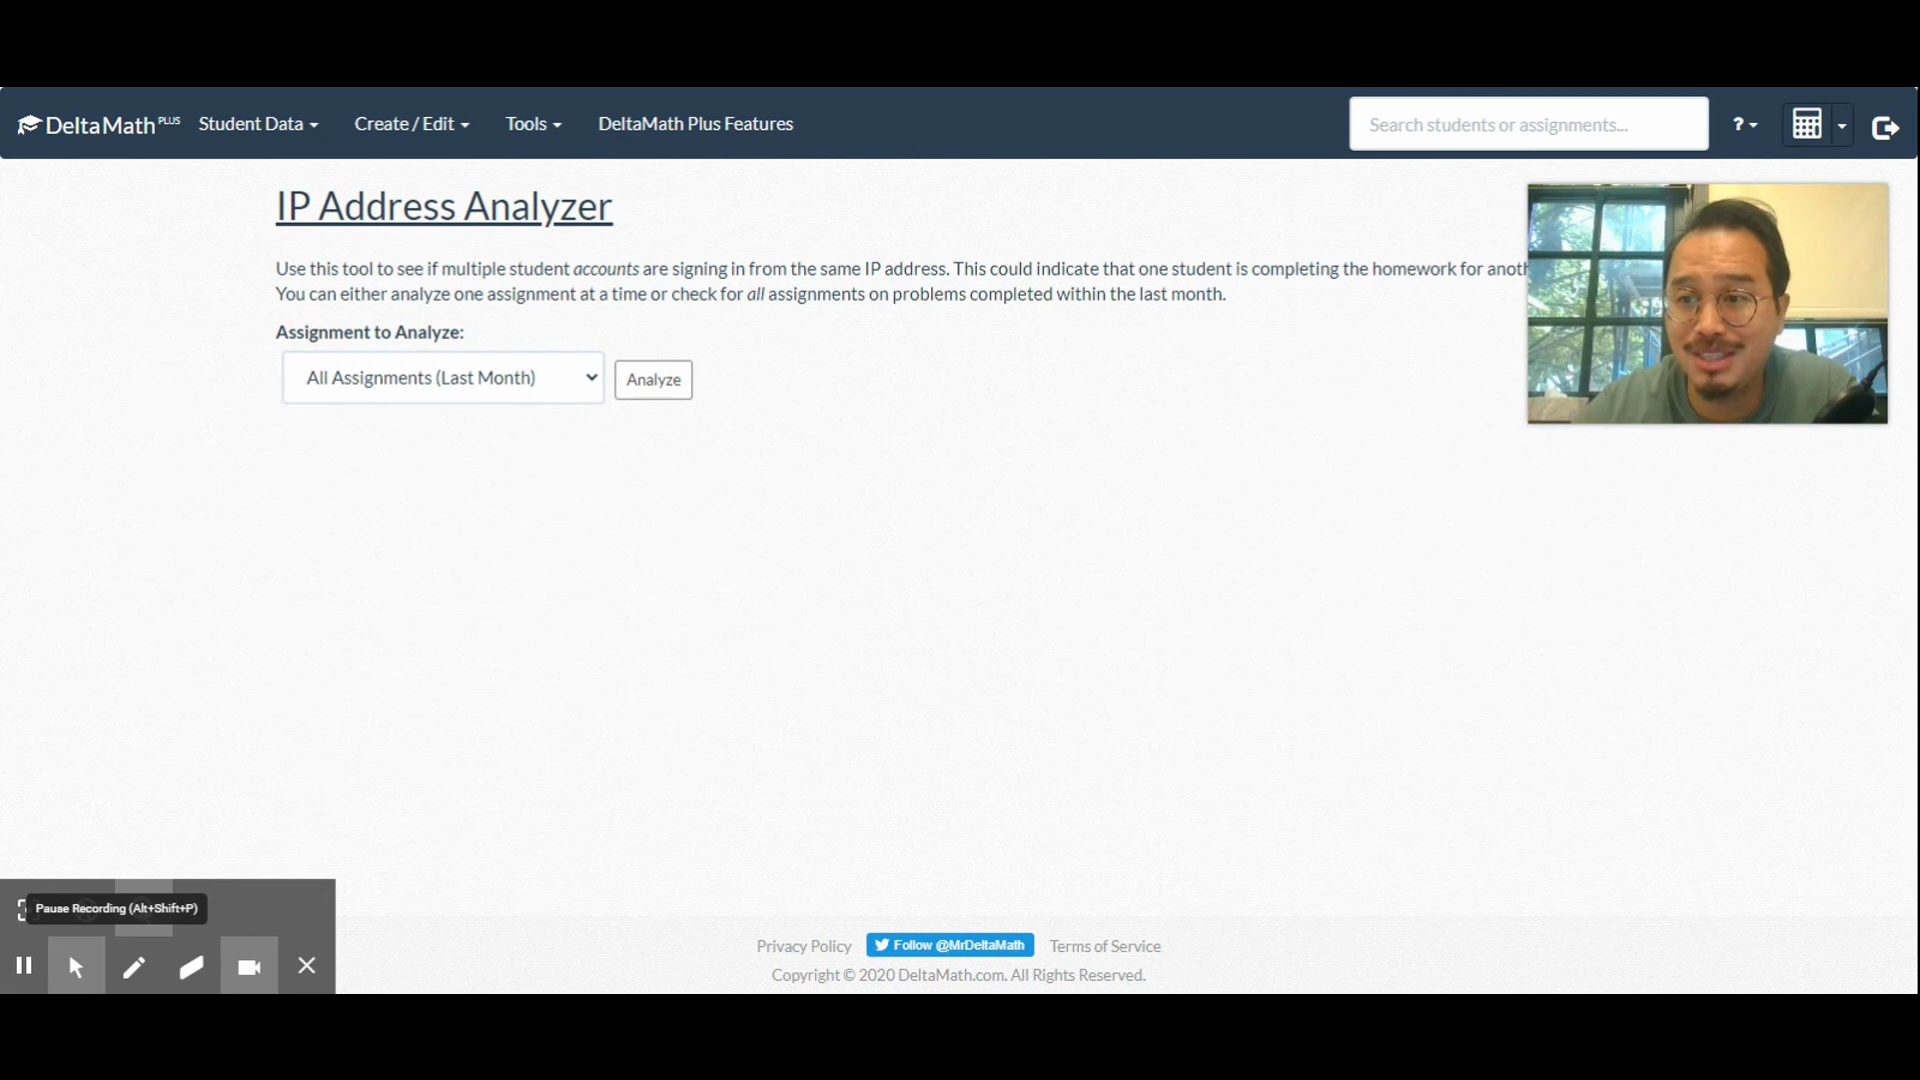 DeltaMath PLUS Student Data Create / Edit Tools DeltaMath Plus Features Search students or assignments... ?
IP Address Analyzer
Use this tool to see if multiple student accounts are signing in from the same IP address. This could indicate that one student is completing the homework for anoth
You can either analyze one assignment at a time or check for all assignments on problems completed within the last month.
Assignment to Analyze:
All Assignments (Last Month) Analyze
Pause Recording (Alt+Shift+P)
Privacy Policy Follow @MrDeltaMath Terms of Service
Copyright © 2020 DeltaMath.com. All Rights Reserved.